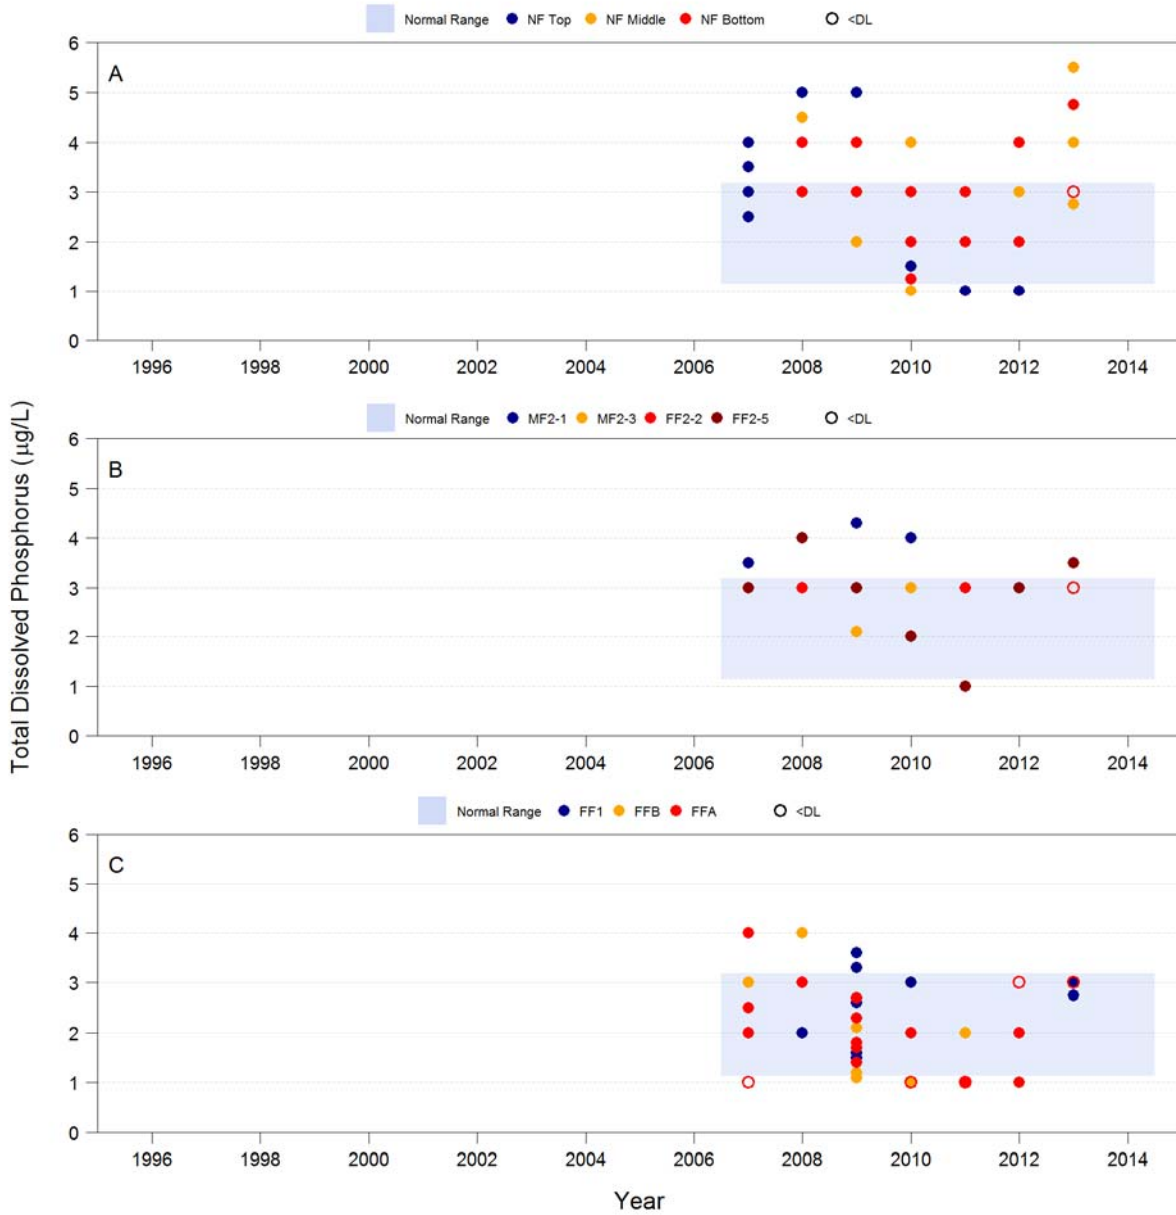 Normal Range NF Top NF Middle NF Bottom <DL
A
6
5
4
3
2
1
0
1996 1998 2000 2002 2004 2006 2008 2010 2012 2014
Total Dissolved Phosphorus (µg/L)
Normal Range MF2-1 MF2-3 FF2-2 FF2-5 <DL
B
6
5
4
3
2
1
0
1996 1998 2000 2002 2004 2006 2008 2010 2012 2014
Normal Range FF1 FFB FFA <DL
C
6
5
4
3
2
1
0
1996 1998 2000 2002 2004 2006 2008 2010 2012 2014
Year